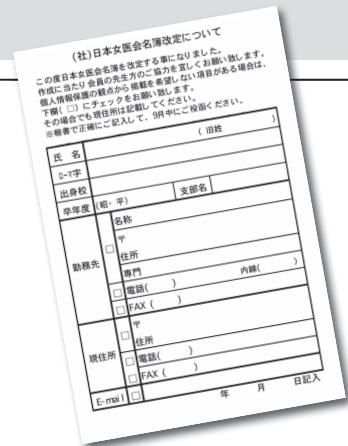 (社)日本女医会名簿改定について
この度日本女医会名簿を改定する事になりました。
作成に当たり会員の先生方のご協力を宜しくお願い致します。
個人情報保護の観点から掲載を希望しない項目がある場合は、
下欄(□)にチェックをお願い致します。
その場合でも現住所は記載してください。
※楷書で正確にご記入して、9月中にご投函ください。
氏 名 (旧姓 )
ローマ字
出身校 支部名
卒年度 (昭・平)
勤務先 □ 名称
〒
住所
専門
□ 電話( ) 内線( )
□ FAX ( )
現住所 □ 〒
住所
□ 電話( )
□ FAX ( )
E-mail □
年 月 日記入